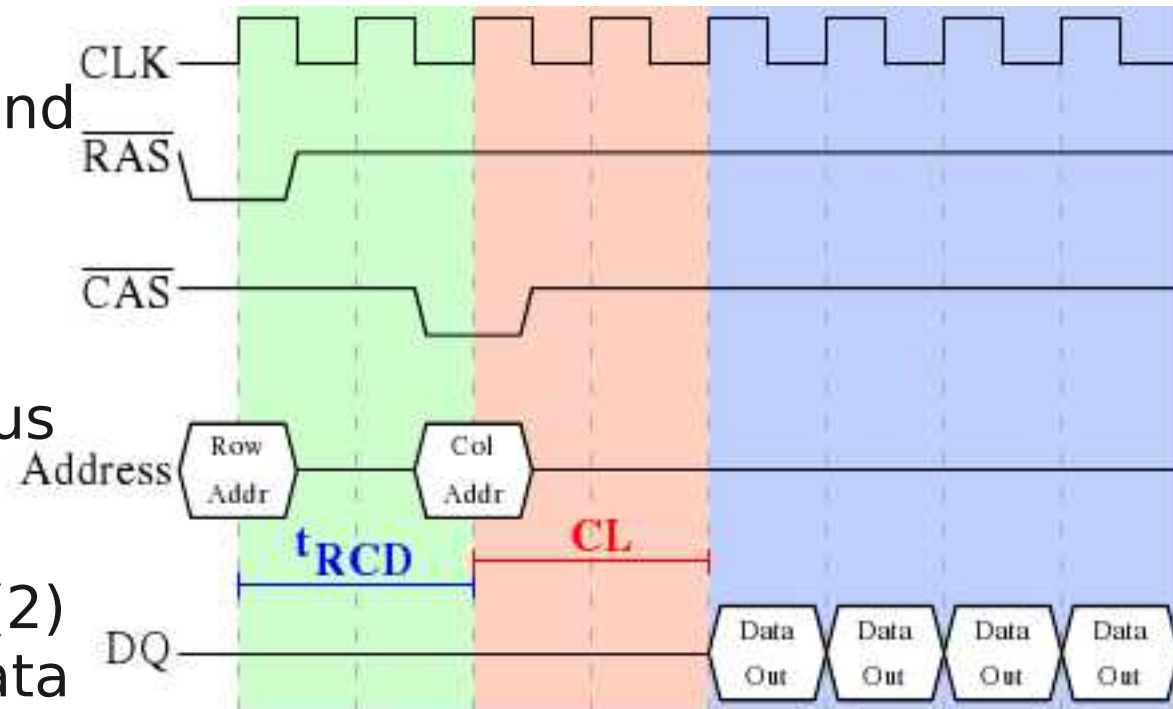 CLK
nd
RAS
CAS
us
Address
Row
Addr
Col
Addr
tRCD
CL
(2)
ata
DQ
Data
Out
Data
Out
Data
Out
Data
Out